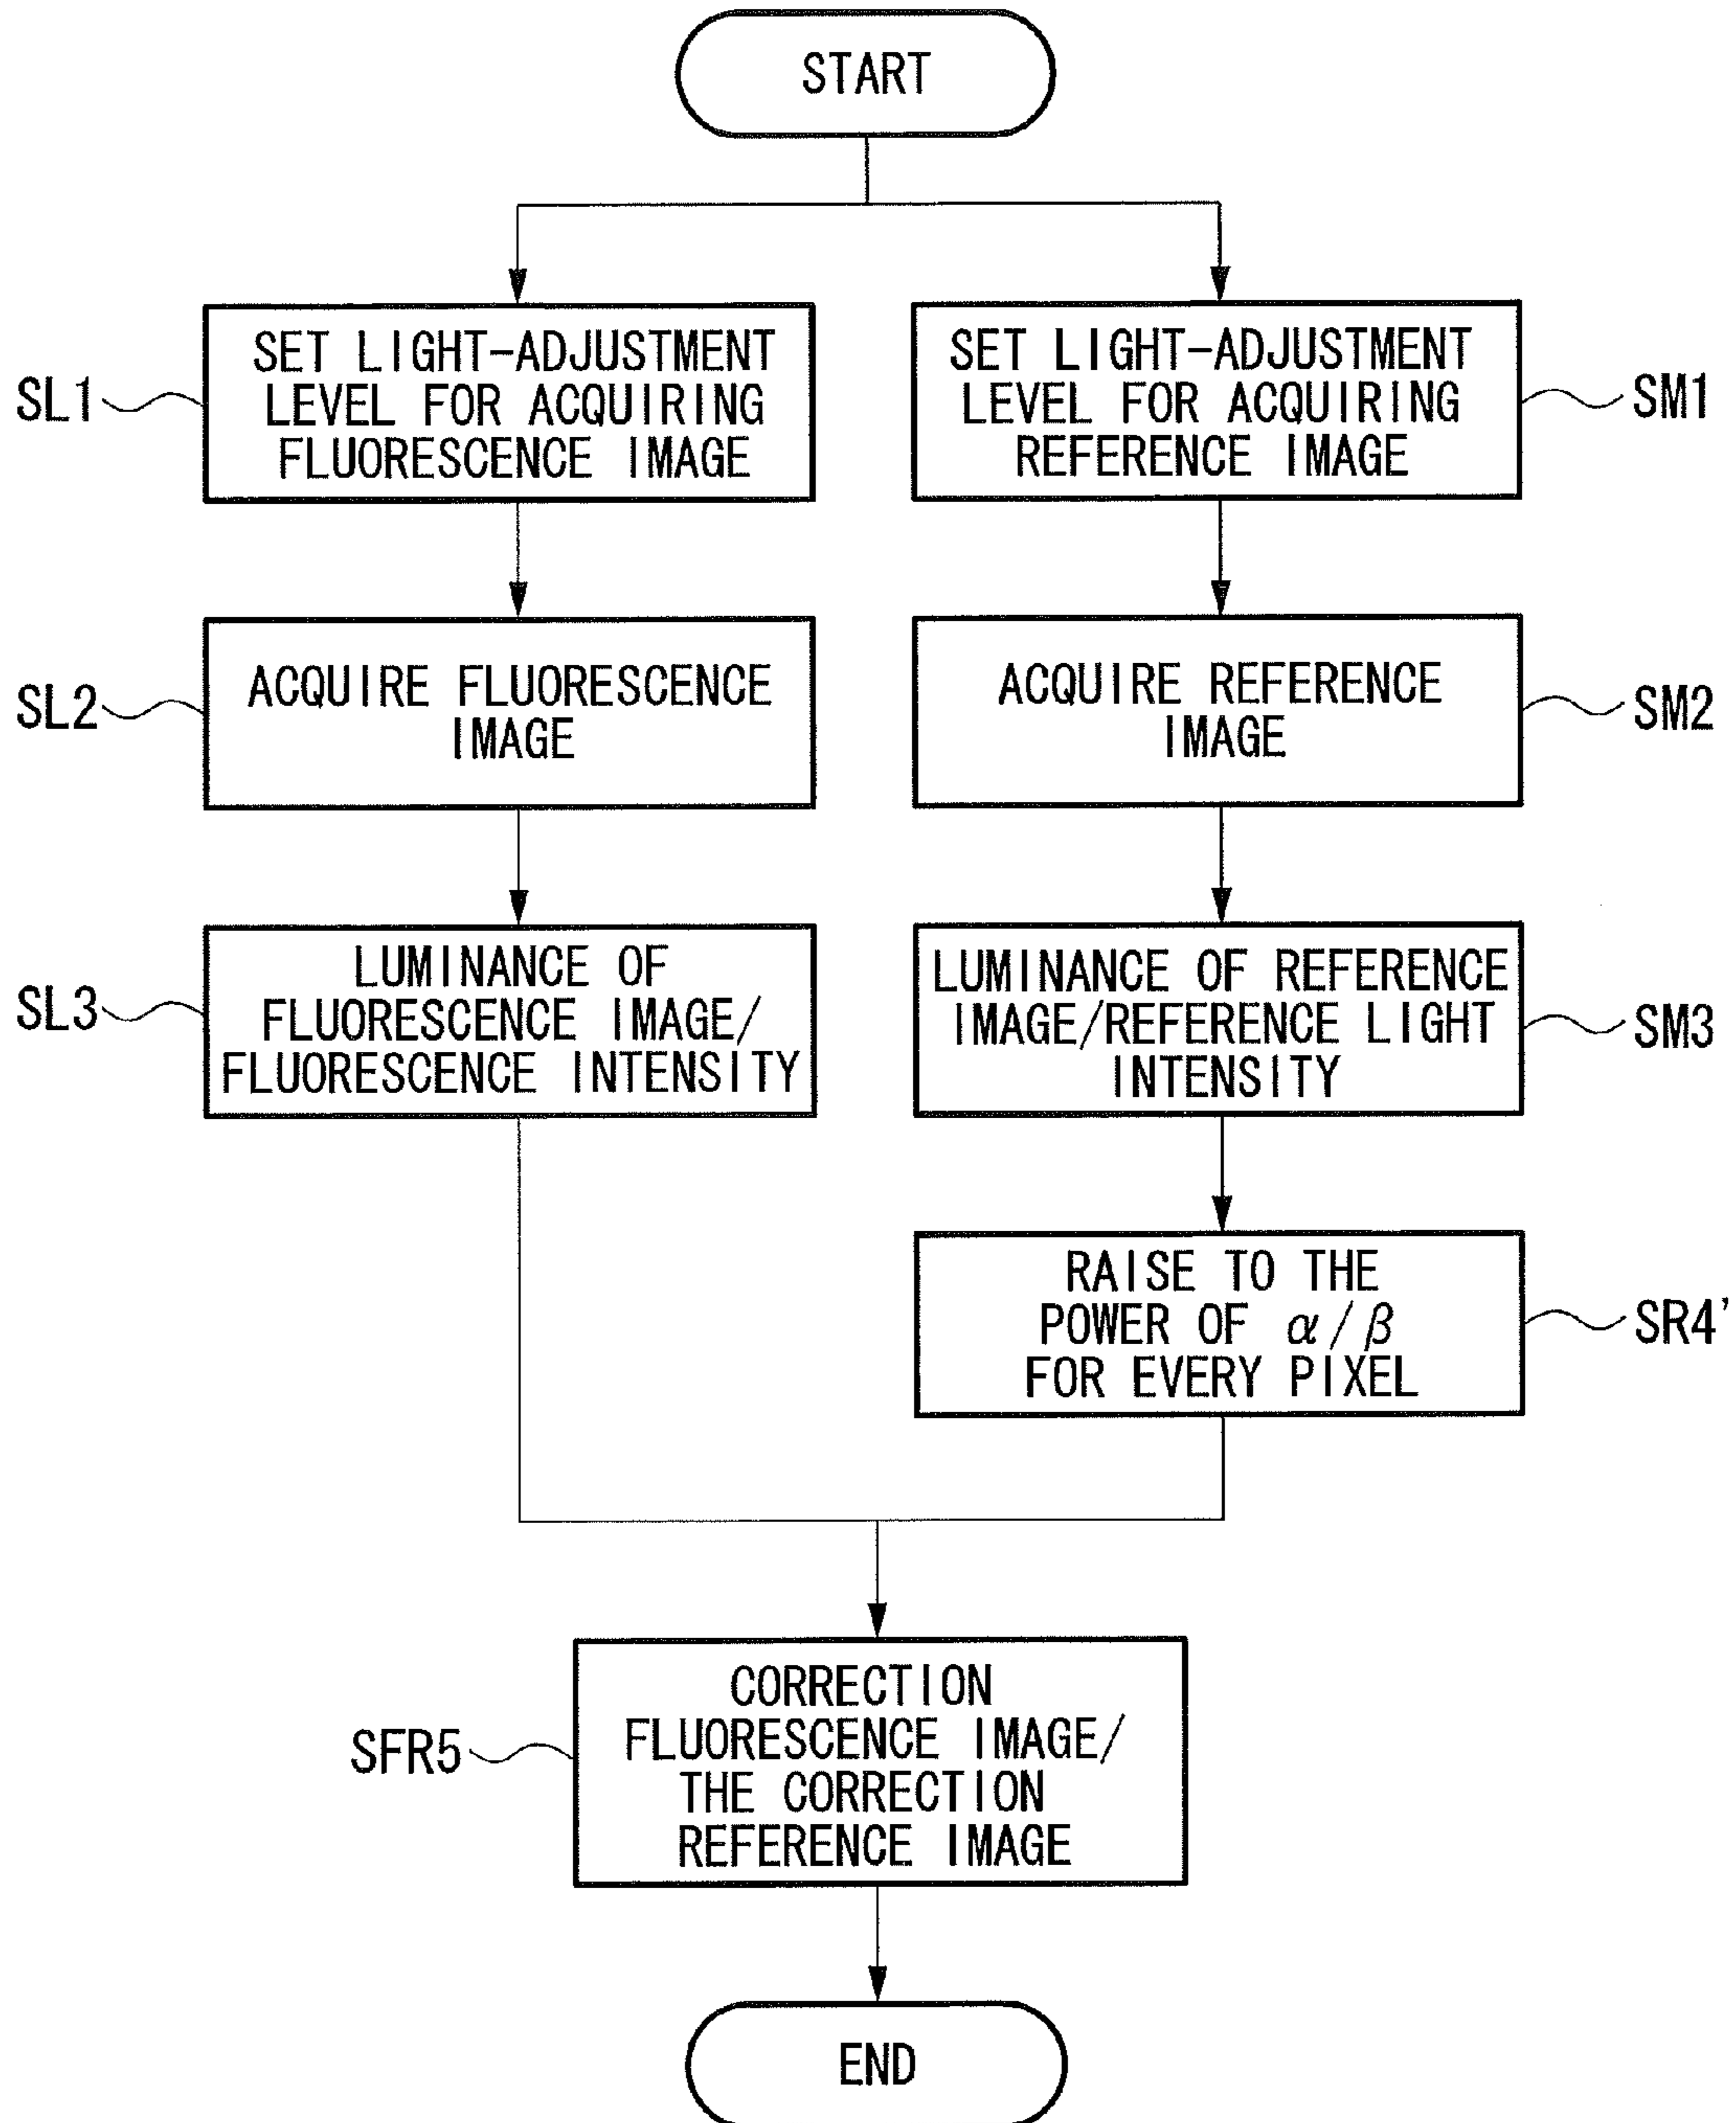 START
SL1
SET LIGHT-ADJUSTMENT
LEVEL FOR ACQUIRING
FLUORESCENCE IMAGE
SET LIGHT-ADJUSTMENT
LEVEL FOR ACQUIRING
REFERENCE IMAGE
SM1
SL2
ACQUIRE FLUORESCENCE
IMAGE
ACQUIRE REFERENCE
IMAGE
SM2
SL3
LUMINANCE OF
FLUORESCENCE IMAGE/
FLUORESCENCE INTENSITY
LUMINANCE OF REFERENCE
IMAGE/REFERENCE LIGHT
INTENSITY
SM3
RAISE TO THE
POWER OF α/β
FOR EVERY PIXEL
SR4'
SFR5
CORRECTION
FLUORESCENCE IMAGE/
THE CORRECTION
REFERENCE IMAGE
END